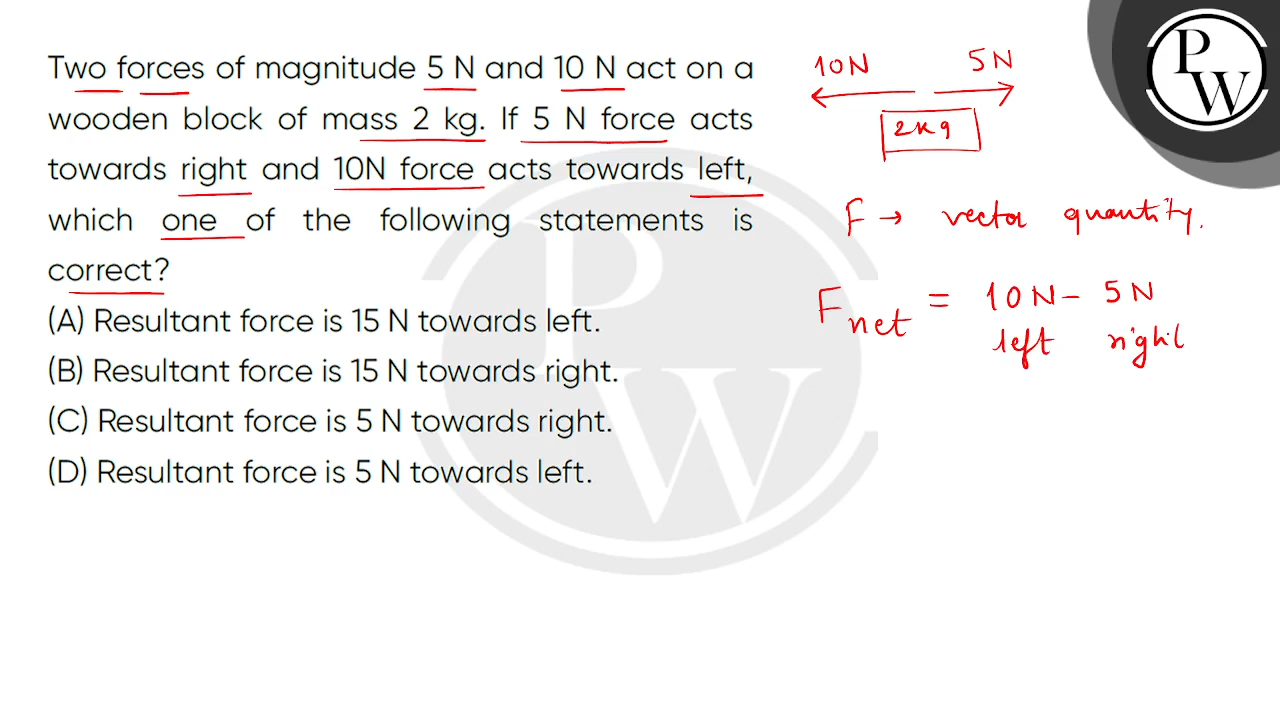 Two forces of magnitude 5 N and 10 N act on a
wooden block of mass 2 kg. If 5 N force acts
towards right and 10N force acts towards left,
which one of the following statements is
correct?
(A) Resultant force is 15 N towards left.
(B) Resultant force is 15 N towards right.
(C) Resultant force is 5 N towards right.
(D) Resultant force is 5 N towards left.
10N 5N
2kg
F → vector quantity.
Fnet = 10N - 5N
left right
PW
PW